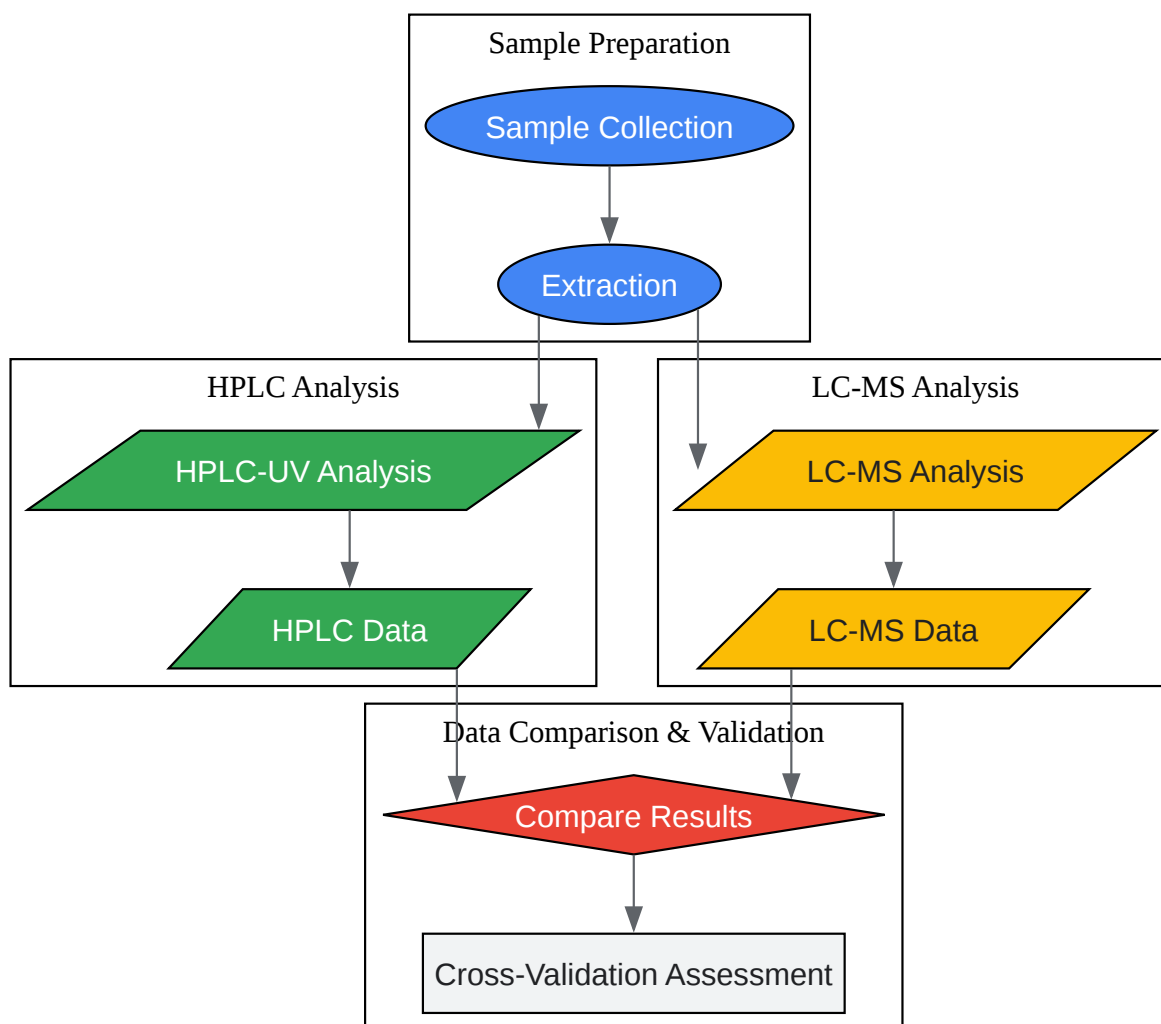 Sample Preparation
Sample Collection
Extraction
HPLC Analysis
HPLC-UV Analysis
HPLC Data
LC-MS Analysis
LC-MS Analysis
LC-MS Data
Data Comparison & Validation
Compare Results
Cross-Validation Assessment